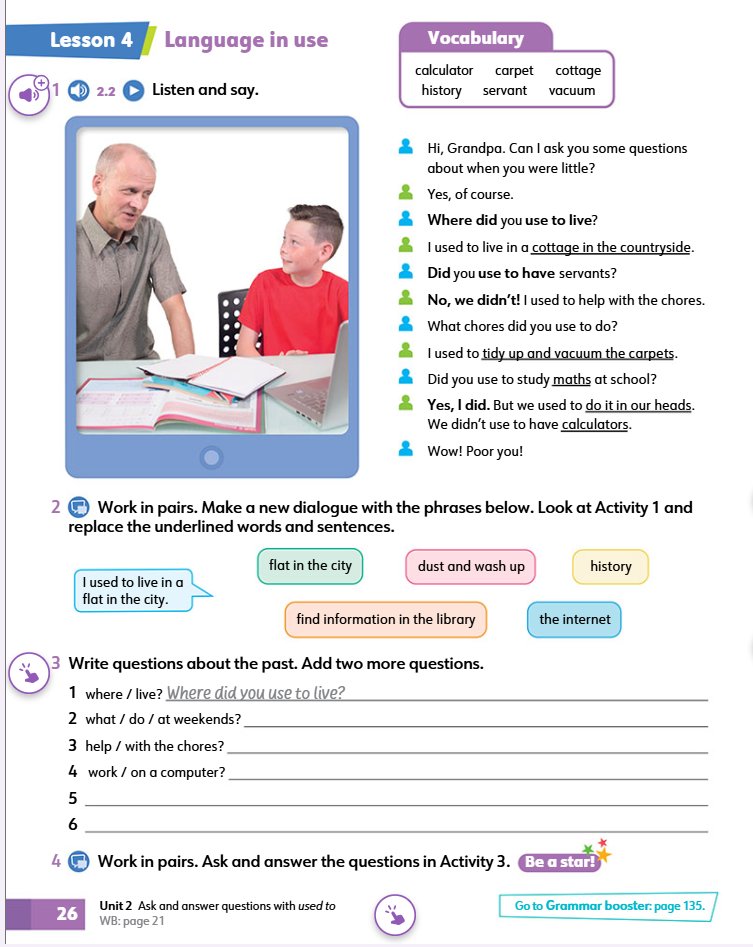 Lesson 4 Language in use
Vocabulary
calculator carpet cottage
history servant vacuum
1 2.2 Listen and say.
Hi, Grandpa. Can I ask you some questions
about when you were little?
Yes, of course.
Where did you use to live?
I used to live in a cottage in the countryside.
Did you use to have servants?
No, we didn't! I used to help with the chores.
What chores did you use to do?
I used to tidy up and vacuum the carpets.
Did you use to study maths at school?
Yes, I did. But we used to do it in our heads.
We didn't use to have calculators.
Wow! Poor you!
2 Work in pairs. Make a new dialogue with the phrases below. Look at Activity 1 and
replace the underlined words and sentences.
I used to live in a
flat in the city.
flat in the city dust and wash up history
find information in the library the internet
3 Write questions about the past. Add two more questions.
1 where / live? Where did you use to live?
2 what / do / at weekends?
3 help / with the chores?
4 work / on a computer?
5
6
4 Work in pairs. Ask and answer the questions in Activity 3. Be a star!
26 Unit 2 Ask and answer questions with used to
WB: page 21
Go to Grammar booster: page 135.